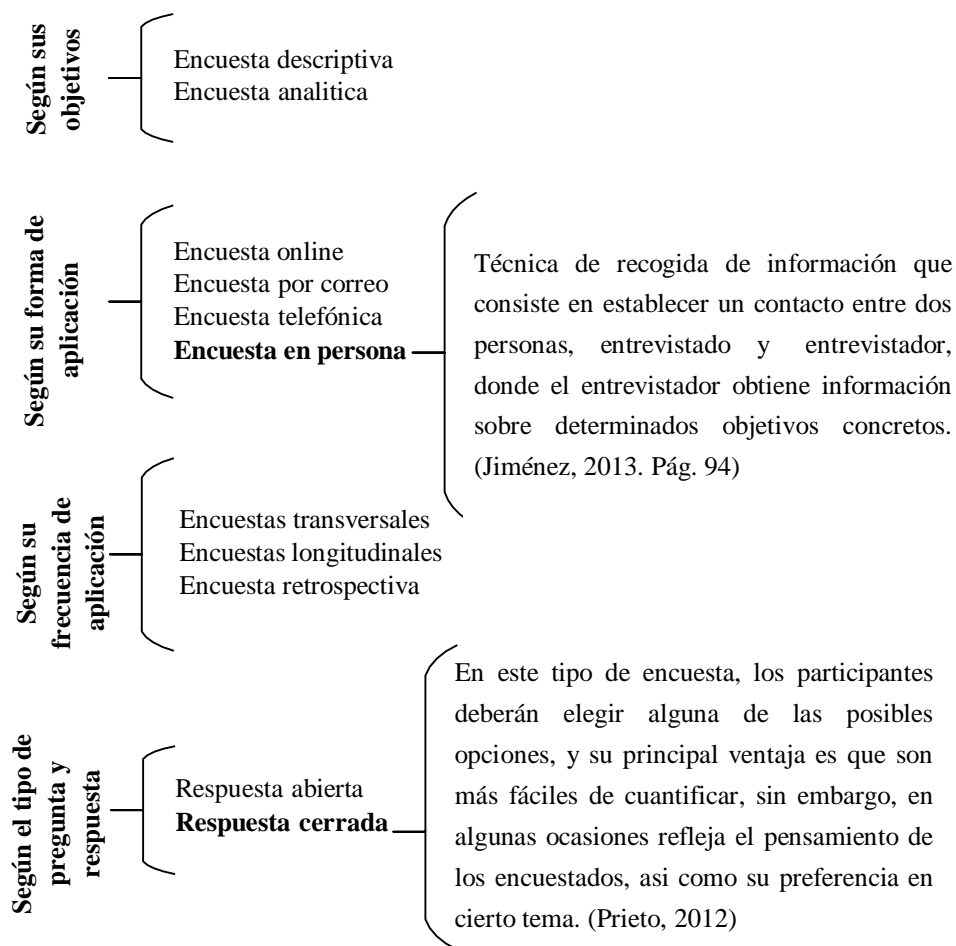 Según sus
objetivos
Encuesta descriptiva
Encuesta analitica
Según su forma de
aplicación
Encuesta online
Encuesta por correo
Encuesta telefónica
Encuesta en persona
Técnica de recogida de información que
consiste en establecer un contacto entre dos
personas, entrevistado y entrevistador,
donde el entrevistador obtiene información
sobre determinados objetivos concretos.
(Jiménez, 2013. Pág. 94)
Según su
frecuencia de
aplicación
Encuestas transversales
Encuestas longitudinales
Encuesta retrospectiva
Según el tipo de
pregunta y
respuesta
Respuesta abierta
Respuesta cerrada
En este tipo de encuesta, los participantes
deberán elegir alguna de las posibles
opciones, y su principal ventaja es que son
más fáciles de cuantificar, sin embargo, en
algunas ocasiones refleja el pensamiento de
los encuestados, asi como su preferencia en
cierto tema. (Prieto, 2012)